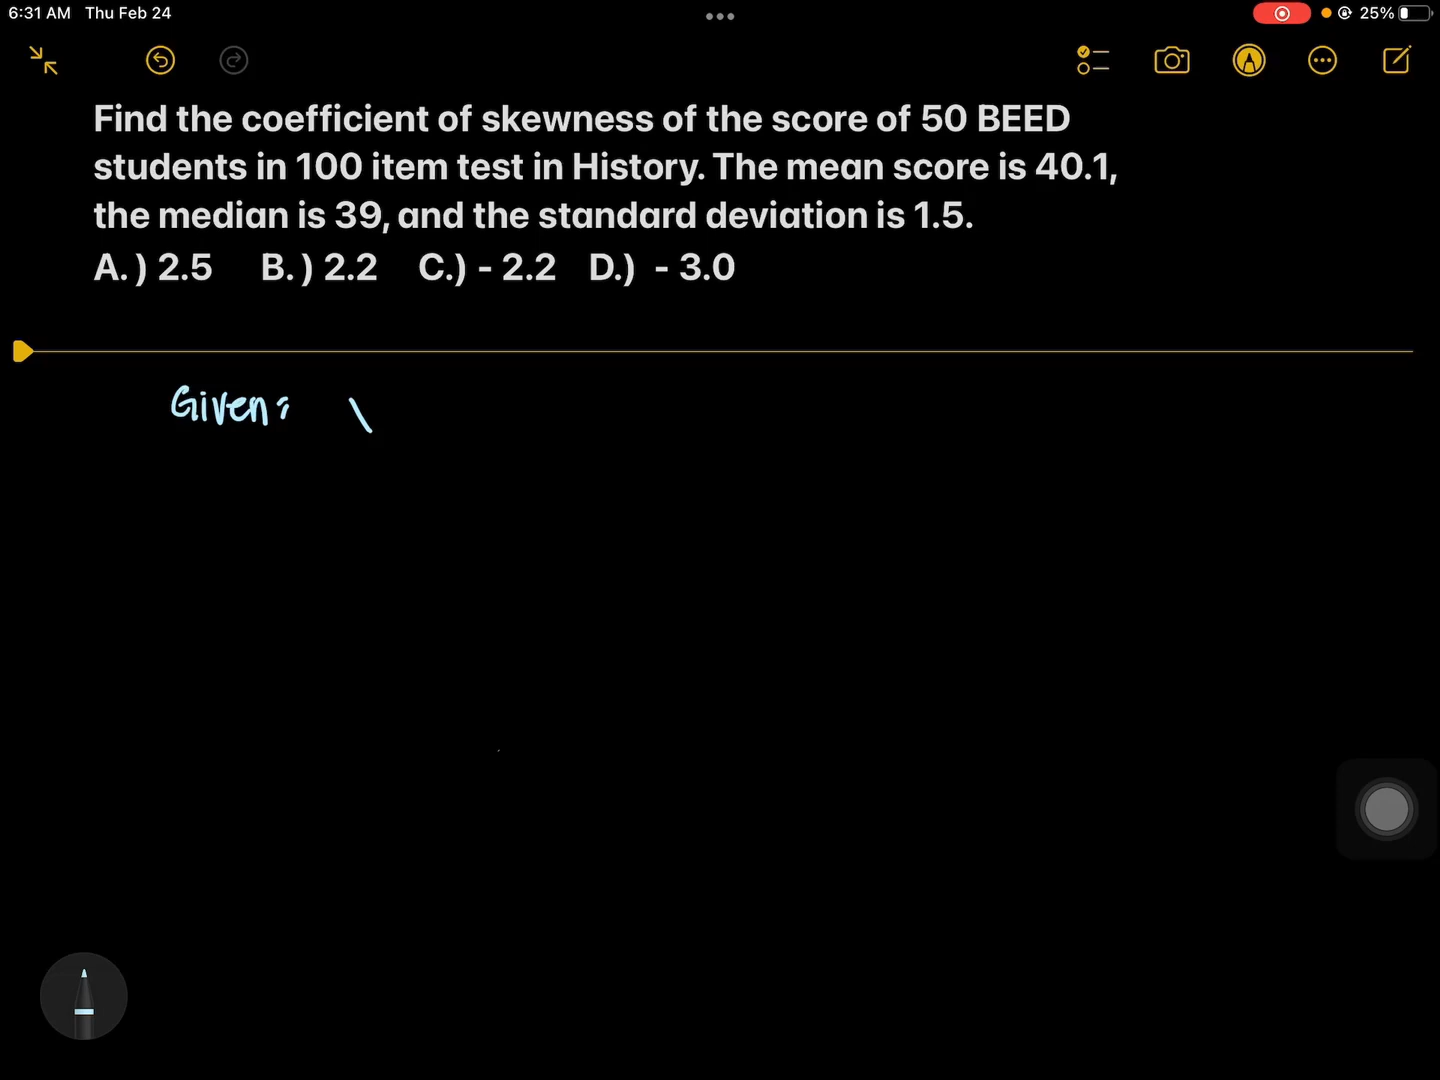 6:31 AM Thu Feb 24 25%
Find the coefficient of skewness of the score of 50 BEED
students in 100 item test in History. The mean score is 40.1,
the median is 39, and the standard deviation is 1.5.
A. ) 2.5 B. ) 2.2 C.) - 2.2 D.) - 3.0
Given: